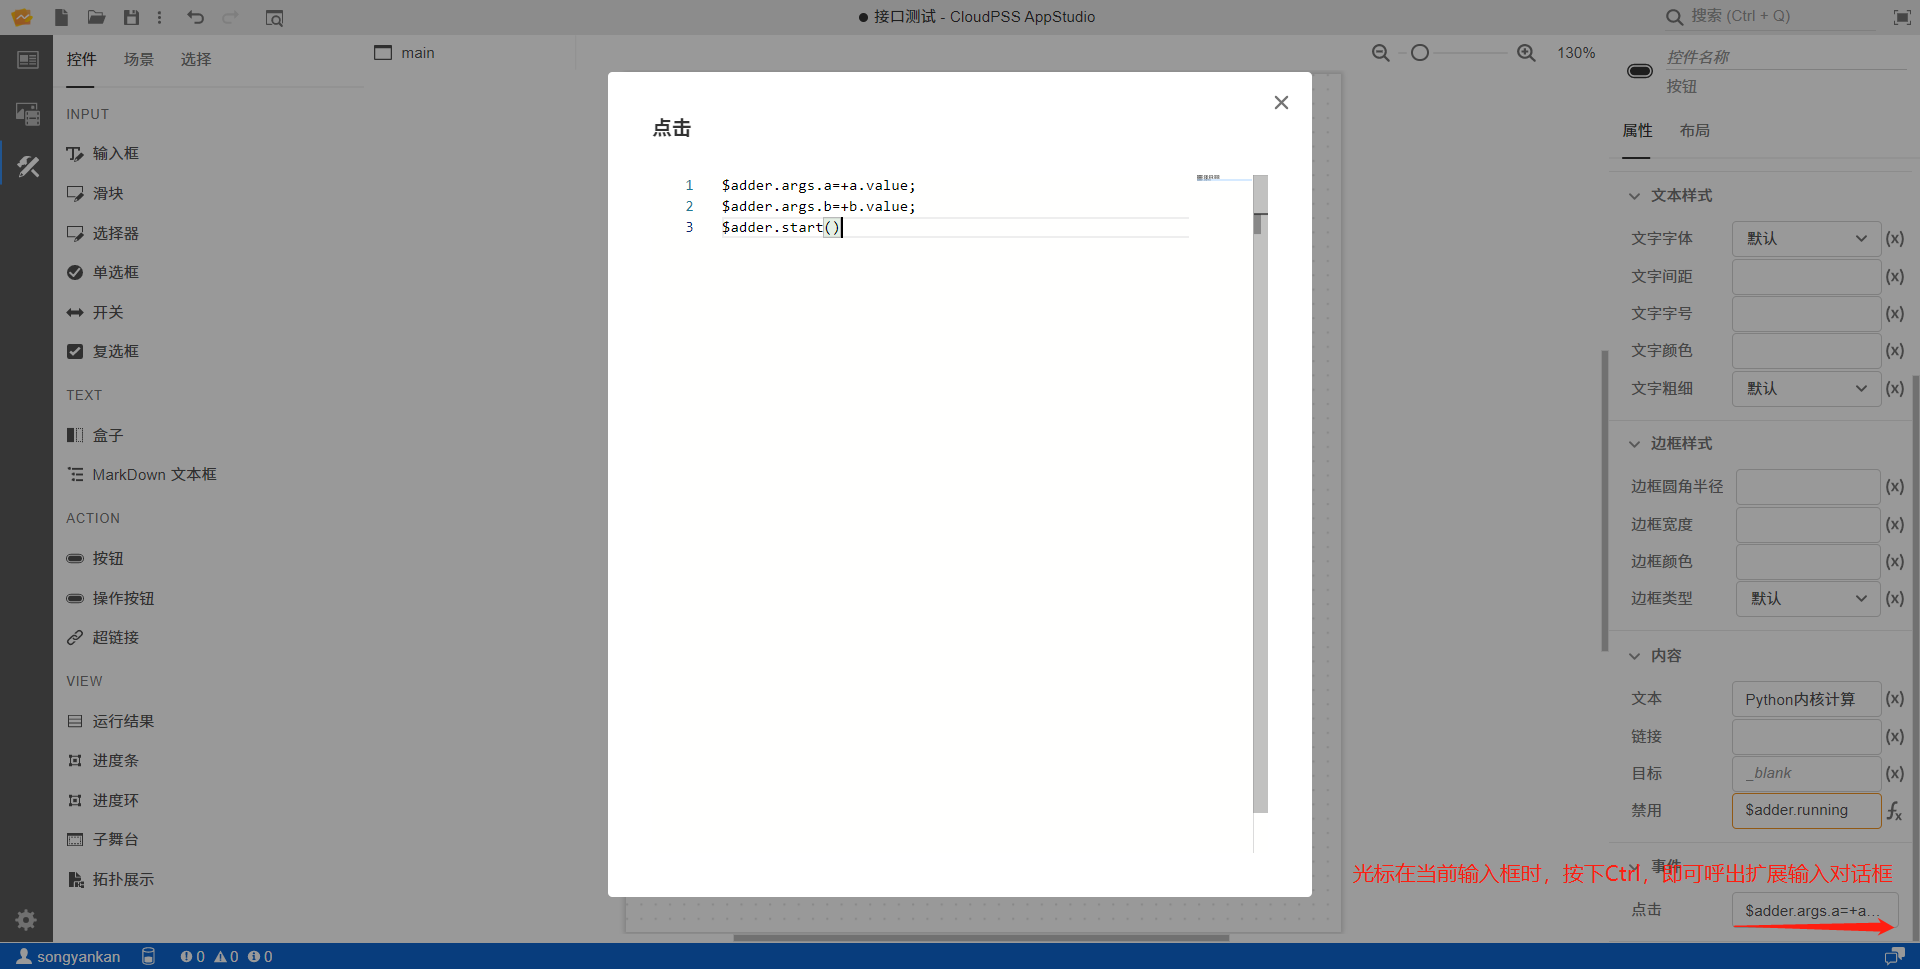 ● 接口测试 - CloudPSS AppStudio
搜索 (Ctrl + Q)
控件
场景
选择
main
130%
控件名称
按钮
属性
布局
INPUT
输入框
滑块
选择器
单选框
开关
复选框
TEXT
盒子
MarkDown 文本框
ACTION
按钮
操作按钮
超链接
VIEW
运行结果
进度条
进度环
子舞台
拓扑展示
点击
1 $adder.args.a=+a.value;
2 $adder.args.b=+b.value;
3 $adder.start()
文本样式
文字字体 默认 (x)
文字间距 (x)
文字字号 (x)
文字颜色 (x)
文字粗细 默认 (x)
边框样式
边框圆角半径 (x)
边框宽度 (x)
边框颜色 (x)
边框类型 默认 (x)
内容
文本 Python内核计算 (x)
链接 (x)
目标 _blank (x)
禁用 $adder.running fx
事件
光标在当前输入框时，按下Ctrl，即可呼出扩展输入对话框
点击 $adder.args.a=+a...
songyankan 0 0 0